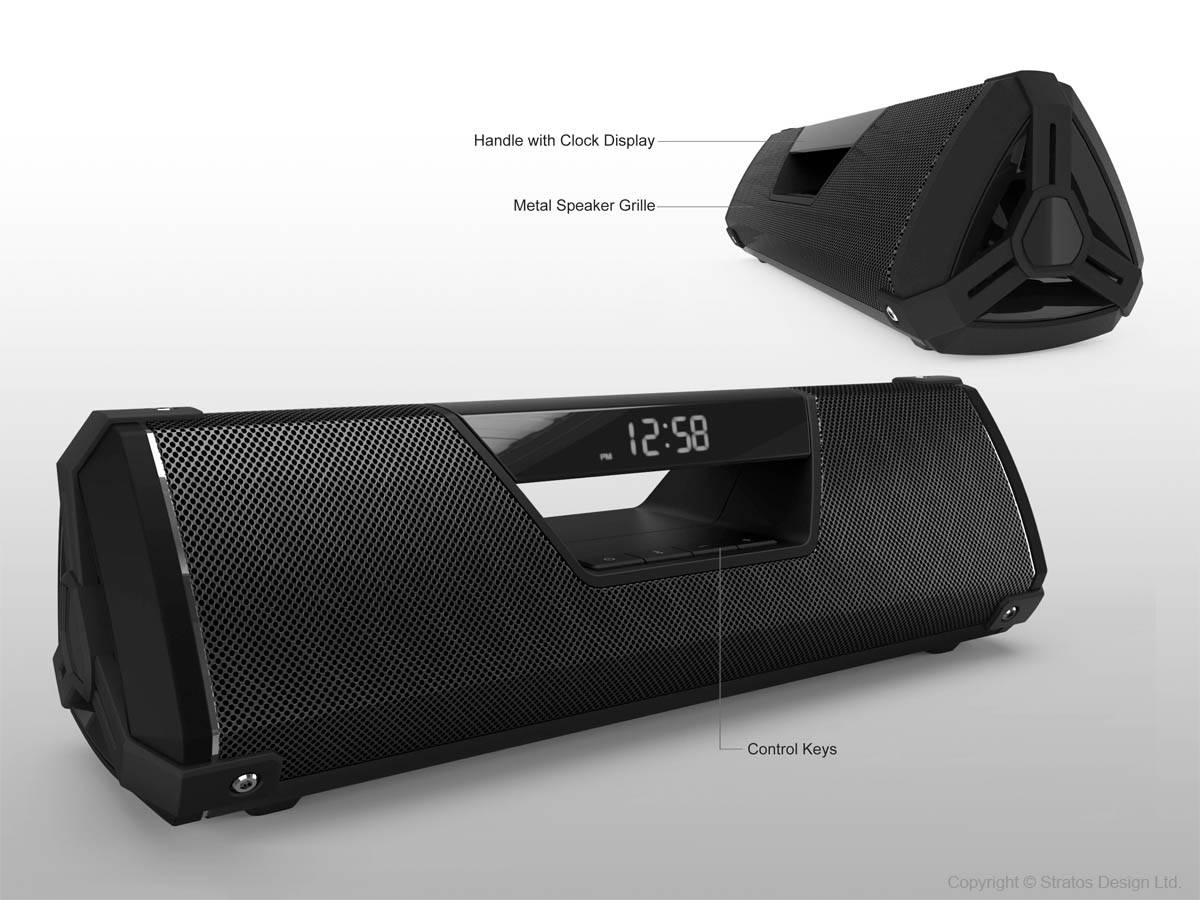 Handle with Clock Display
Metal Speaker Grille
PM 12:58
Control Keys
Copyright © Stratos Design Ltd.